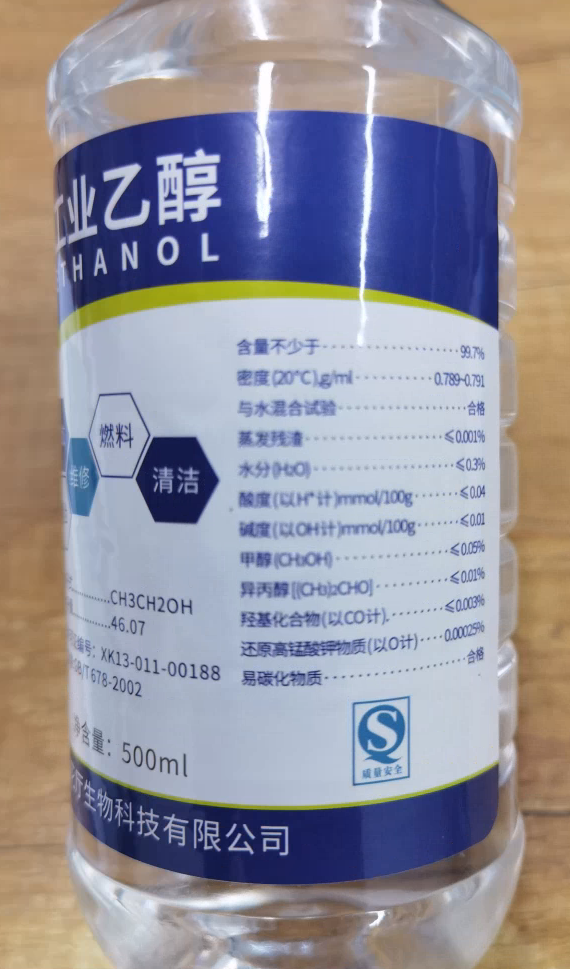 工业乙醇
THANOL
含量不少于··················99.7%
密度(20°C),g/ml··········0.789~0.791
与水混合试验··················合格
蒸发残渣··················≤0.001%
水分(H₂O)··················≤0.3%
酸度(以H⁺计)mmol/100g······≤0.04
碱度(以OH计)mmol/100g······≤0.01
甲醇(CH₃OH)··············≤0.05%
异丙醇[(CH₃)₂CHO]········≤0.01%
羟基化合物(以CO计).········≤0.003%
还原高锰酸钾物质(以O计)····0.00025%
易碳化物质··················合格
燃料
维修
清洁
CH3CH2OH
46.07
编号：XK13-011-00188
GB/T678-2002
净含量：500ml
质量安全
生物科技有限公司